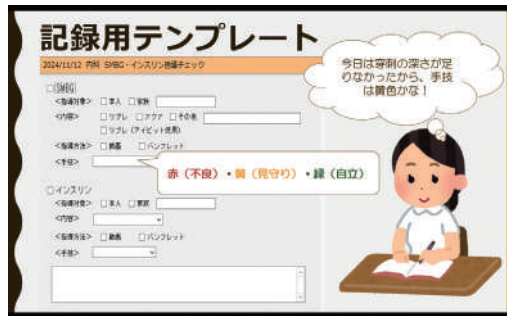 記録用テンプレート
2024/11/12 内科 SMBG・インスリン指導チェック
今日は穿刺の深さが足
りなかったから、手技
は黄色かな！
□SMBG
<指導対象> □本人 □家族
<内容> □リブレ □アクア □その他
□リブレ (アイビット使用)
<指導方法> □動画 □パンフレット
<手技>
赤（不良）・黄（見守り）・緑（自立）
□インスリン
<指導対象> □本人 □家族
<内容>
<指導方法> □動画 □パンフレット
<手技>